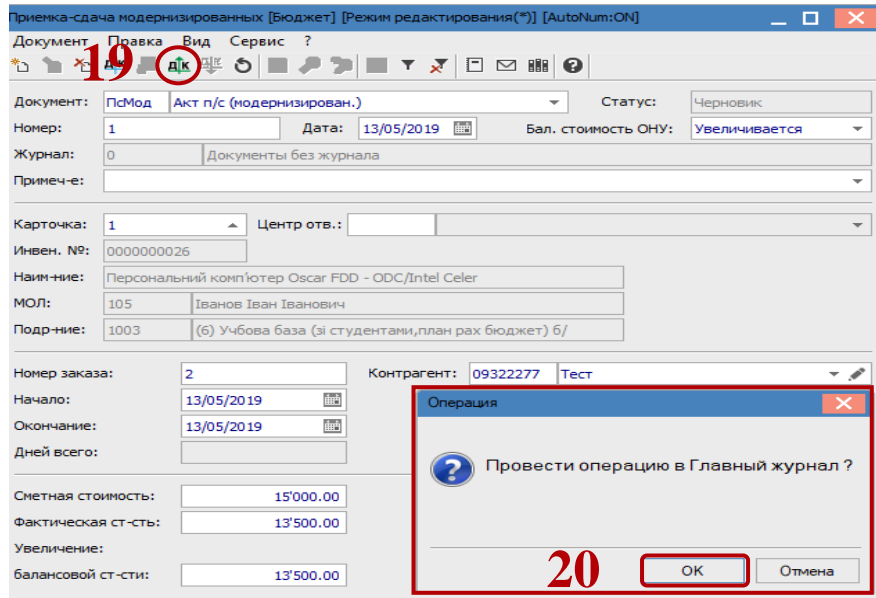 Приемка-сдача модернизированных [Бюджет] [Режим редактирования(*)] [AutoNum:ON]
Документ Правка Вид Сервис ?
19 ДК
Документ: ПсМод Акт п/с (модернизирован.) Статус: Черновик
Номер: 1 Дата: 13/05/2019 Бал. стоимость ОНУ: Увеличивается
Журнал: 0 Документы без журнала
Примеч-е:
Карточка: 1 Центр отв.:
Инвен. №: 0000000026
Наим-ние: Персональний комп'ютер Oscar FDD - ODC/Intel Celer
МОЛ: 105 Іванов Іван Іванович
Подр-ние: 1003 (6) Учбова база (зі студентами,план рах бюджет) б/
Номер заказа: 2 Контрагент: 09322277 Тест
Начало: 13/05/2019
Окончание: 13/05/2019
Дней всего:
Операция
Провести операцию в Главный журнал ?
Сметная стоимость: 15'000.00
Фактическая ст-сть: 13'500.00
Увеличение:
балансовой ст-сти: 13'500.00
20 OK Отмена